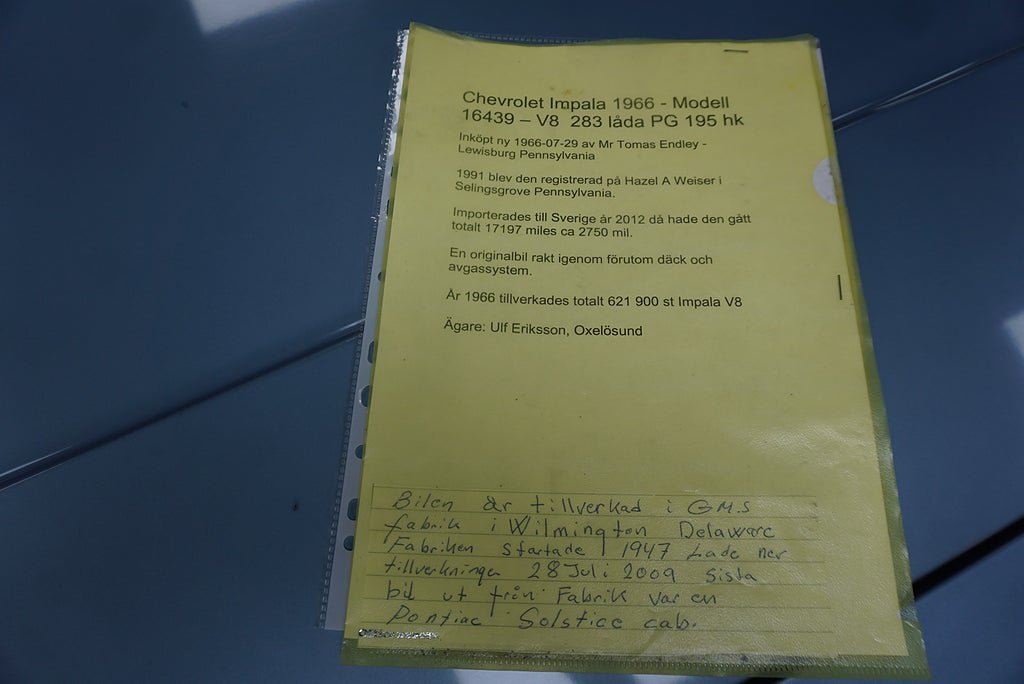 Chevrolet Impala 1966 - Modell
16439 – V8 283 låda PG 195 hk
Inköpt ny 1966-07-29 av Mr Tomas Endley -
Lewisburg Pennsylvania
1991 blev den registrerad på Hazel A Weiser i
Selingsgrove Pennsylvania.
Importerades till Sverige år 2012 då hade den gått
totalt 17197 miles ca 2750 mil.
En originalbil rakt igenom förutom däck och
avgassystem.
År 1966 tillverkades totalt 621 900 st Impala V8
Ägare: Ulf Eriksson, Oxelösund
Bilen är tillverkad i GM.S
fabrik i Wilmington Delaware
Fabriken startade 1947 Lade ner
tillverkningen 28 Juli 2009 Sista
bil ut från Fabrik var en
Pontiac Solstice cab.